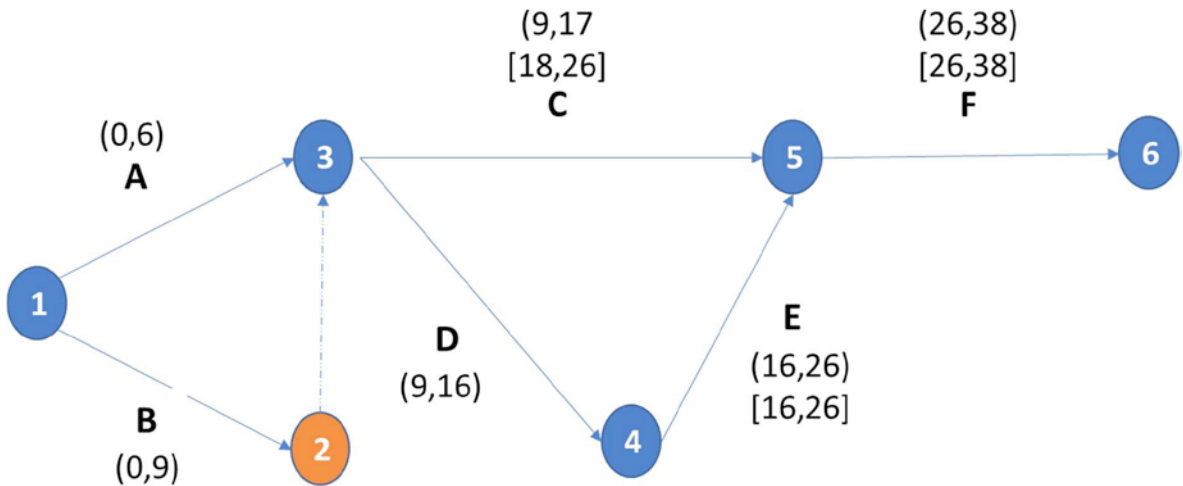 (9,17
[18,26]
C
(26,38)
[26,38]
F
(0,6)
A
3
5
6
1
D
(9,16)
E
(16,26)
[16,26]
B
(0,9)
2
4